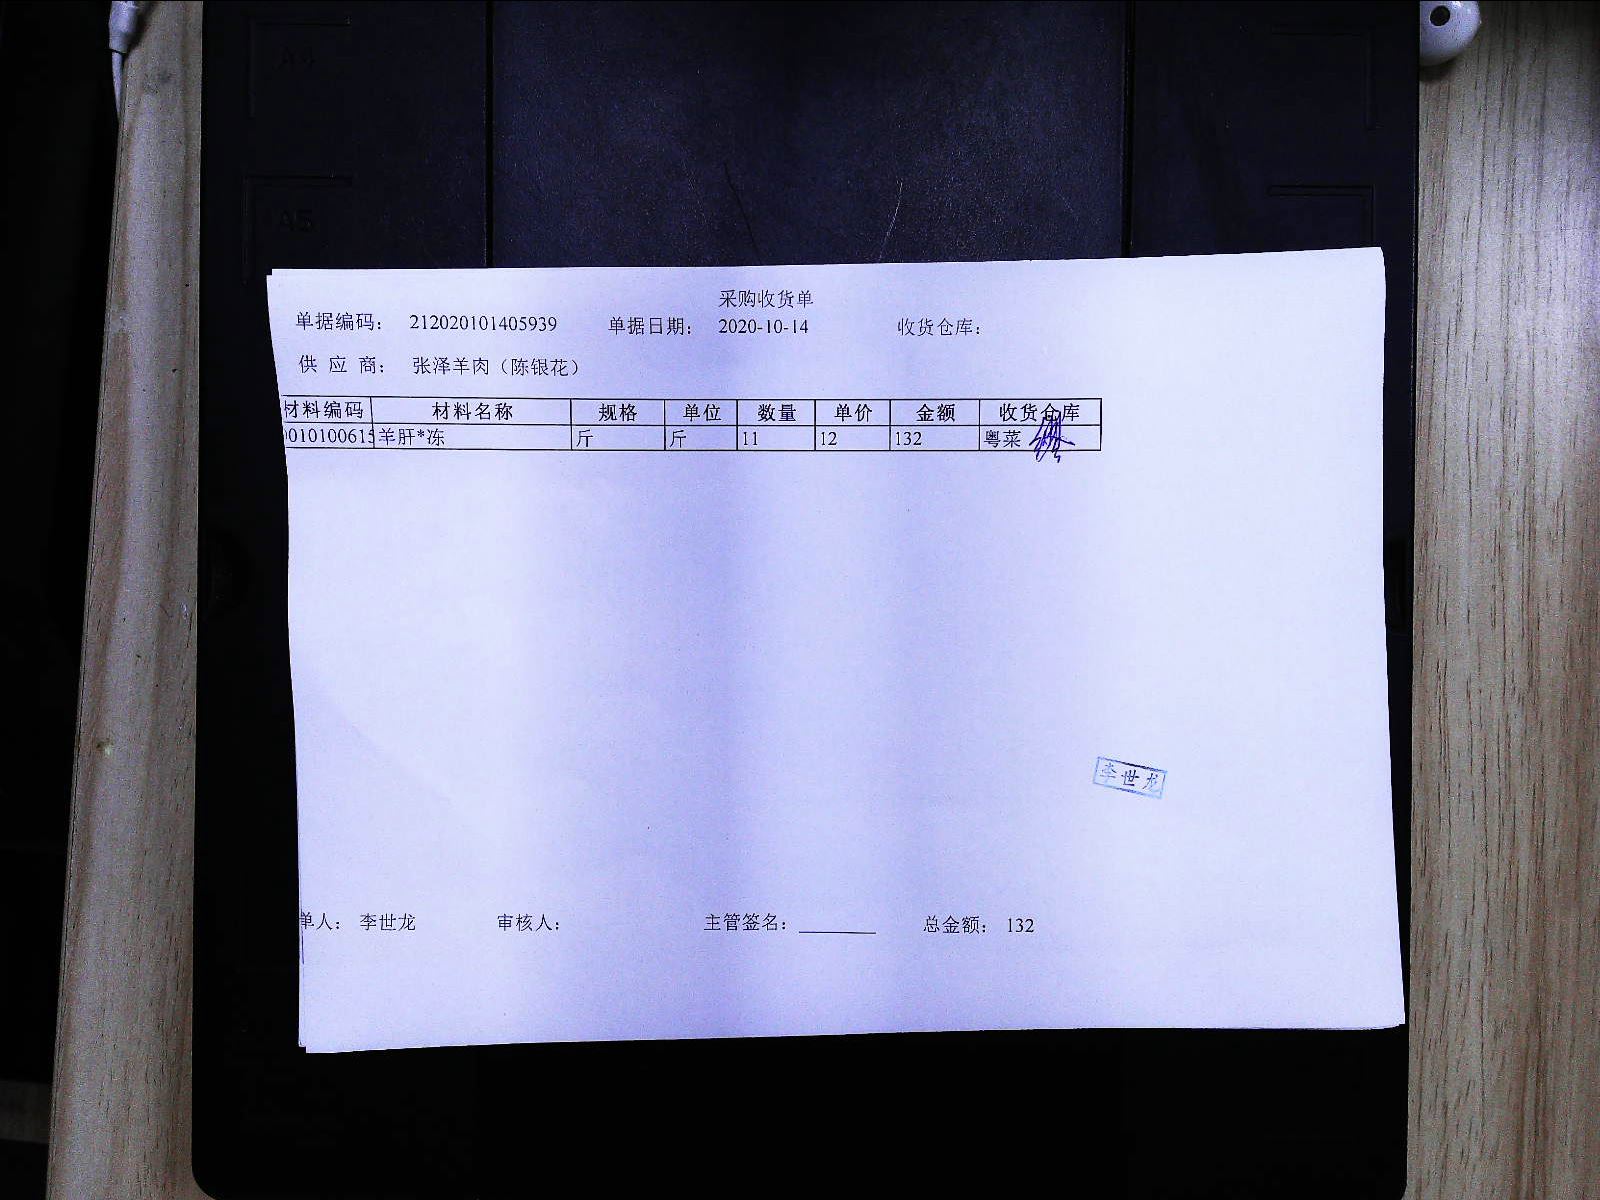 A4
A5
采购收货单
单据编码： 212020101405939 单据日期： 2020-10-14 收货仓库：
供 应 商： 张泽羊肉（陈银花）
材料编码 材料名称 规格 单位 数量 单价 金额 收货仓库
0010100615 羊肝*冻 斤 斤 11 12 132 粤菜
李世龙
单人： 李世龙 审核人： 主管签名： 总金额： 132